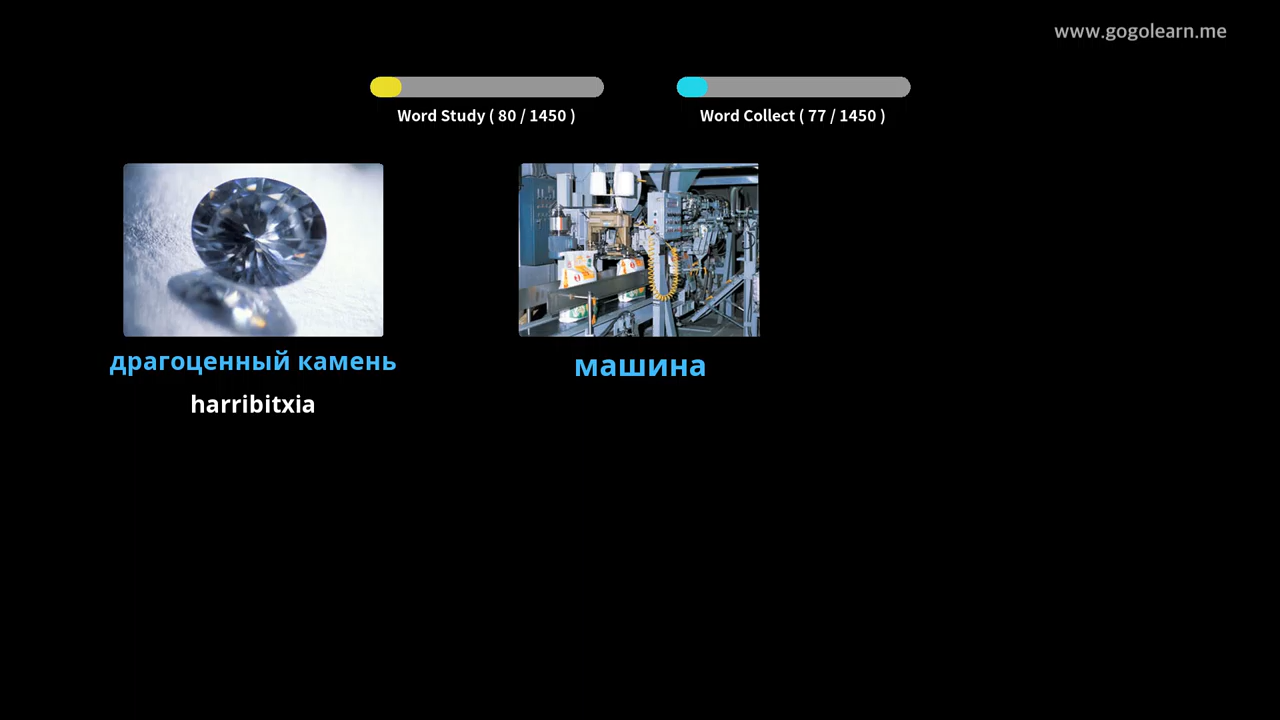 www.gogolearn.me
Word Study ( 80 / 1450 )
Word Collect ( 77 / 1450 )
драгоценный камень
harribitxia
машина